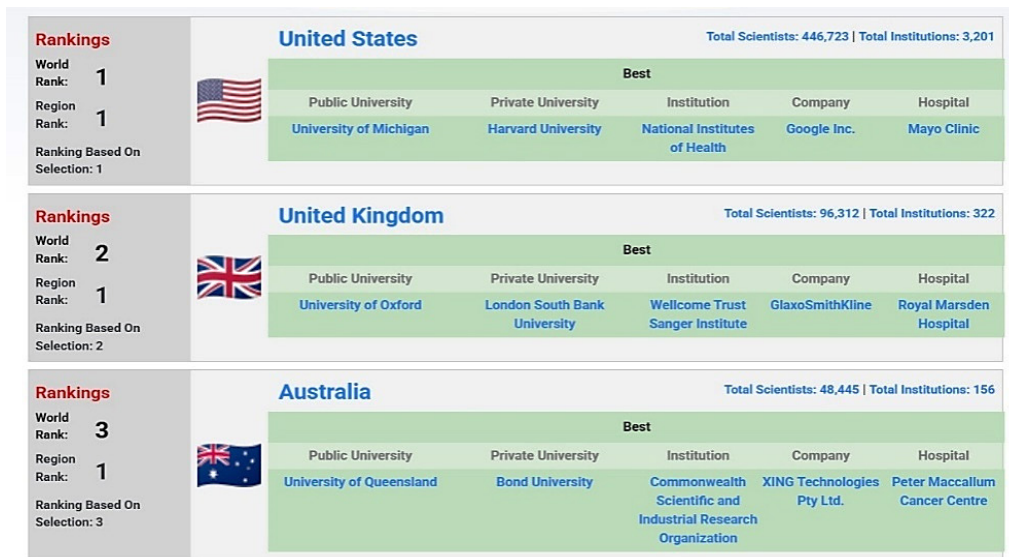 Rankings
World
Rank: 1
Region
Rank: 1
Ranking Based On
Selection: 1
United States
Total Scientists: 446,723 | Total Institutions: 3,201
Best
Public University Private University Institution Company Hospital
University of Michigan Harvard University National Institutes Google Inc. Mayo Clinic
of Health
Rankings
World
Rank: 2
Region
Rank: 1
Ranking Based On
Selection: 2
United Kingdom
Total Scientists: 96,312 | Total Institutions: 322
Best
Public University Private University Institution Company Hospital
University of Oxford London South Bank Wellcome Trust GlaxoSmithKline Royal Marsden
University Sanger Institute Hospital
Rankings
World
Rank: 3
Region
Rank: 1
Ranking Based On
Selection: 3
Australia
Total Scientists: 48,445 | Total Institutions: 156
Best
Public University Private University Institution Company Hospital
University of Queensland Bond University Commonwealth XING Technologies Peter Maccallum
Scientific and Pty Ltd. Cancer Centre
Industrial Research
Organization